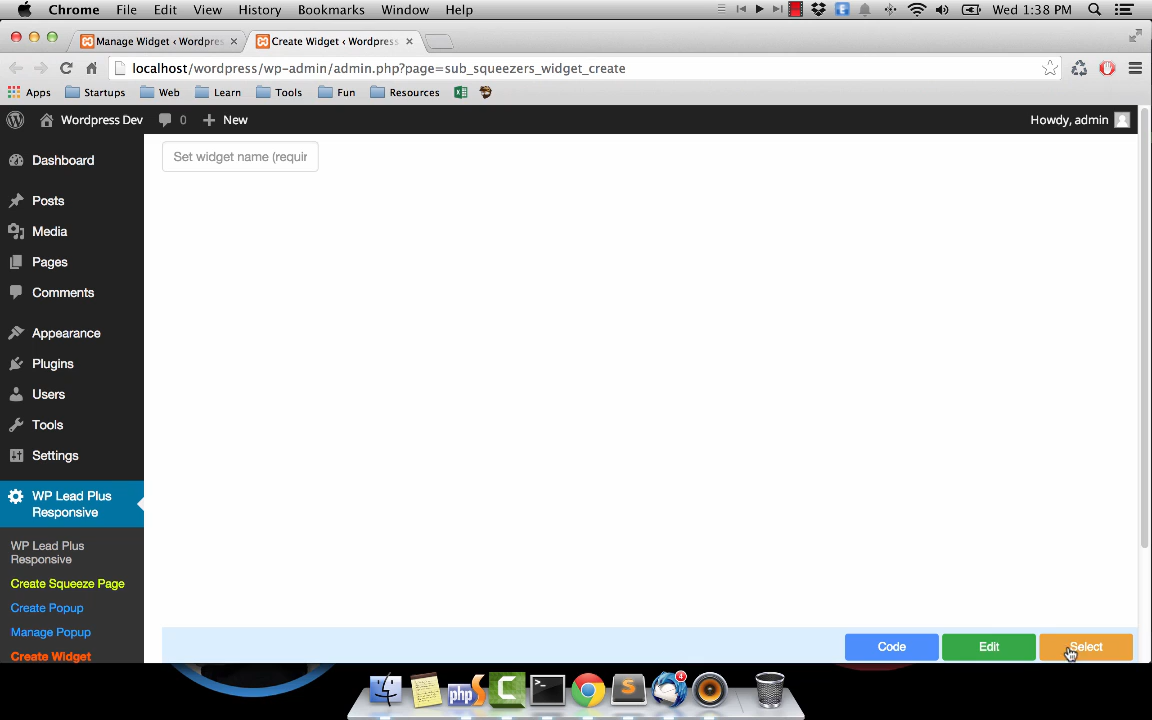 Chrome File Edit View History Bookmarks Window Help Wed 1:38 PM
Manage Widget ‹ Wordpres Create Widget ‹ Wordpress
localhost/wordpress/wp-admin/admin.php?page=sub_squeezers_widget_create
Apps Startups Web Learn Tools Fun Resources
Wordpress Dev 0 New Howdy, admin
Set widget name (requir
Dashboard
Posts
Media
Pages
Comments
Appearance
Plugins
Users
Tools
Settings
WP Lead Plus
Responsive
WP Lead Plus
Responsive
Create Squeeze Page
Create Popup
Manage Popup
Create Widget
Code Edit Select
php C S 4